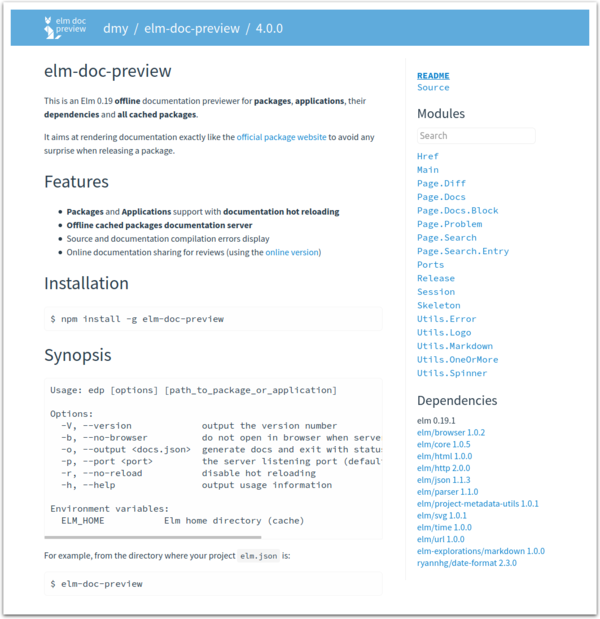 elm doc
preview
dmy / elm-doc-preview / 4.0.0
elm-doc-preview
This is an Elm 0.19 offline documentation previewer for packages, applications, their
dependencies and all cached packages.
It aims at rendering documentation exactly like the official package website to avoid any
surprise when releasing a package.
Features
Packages and Applications support with documentation hot reloading
Offline cached packages documentation server
Source and documentation compilation errors display
Online documentation sharing for reviews (using the online version)
Installation
$ npm install -g elm-doc-preview
Synopsis
Usage: edp [options] [path_to_package_or_application]
Options:
-V, --version output the version number
-b, --no-browser do not open in browser when serve
-o, --output <docs.json> generate docs and exit with status
-p, --port <port> the server listening port (defaul
-r, --no-reload disable hot reloading
-h, --help output usage information
Environment variables:
ELM_HOME Elm home directory (cache)
For example, from the directory where your project elm.json is:
$ elm-doc-preview
README
Source
Modules
Search
Href
Main
Page.Diff
Page.Docs
Page.Docs.Block
Page.Problem
Page.Search
Page.Search.Entry
Ports
Release
Session
Skeleton
Utils.Error
Utils.Logo
Utils.Markdown
Utils.OneOrMore
Utils.Spinner
Dependencies
elm 0.19.1
elm/browser 1.0.2
elm/core 1.0.5
elm/html 1.0.0
elm/http 2.0.0
elm/json 1.1.3
elm/parser 1.1.0
elm/project-metadata-utils 1.0.1
elm/svg 1.0.1
elm/time 1.0.0
elm/url 1.0.0
elm-explorations/markdown 1.0.0
ryannhg/date-format 2.3.0